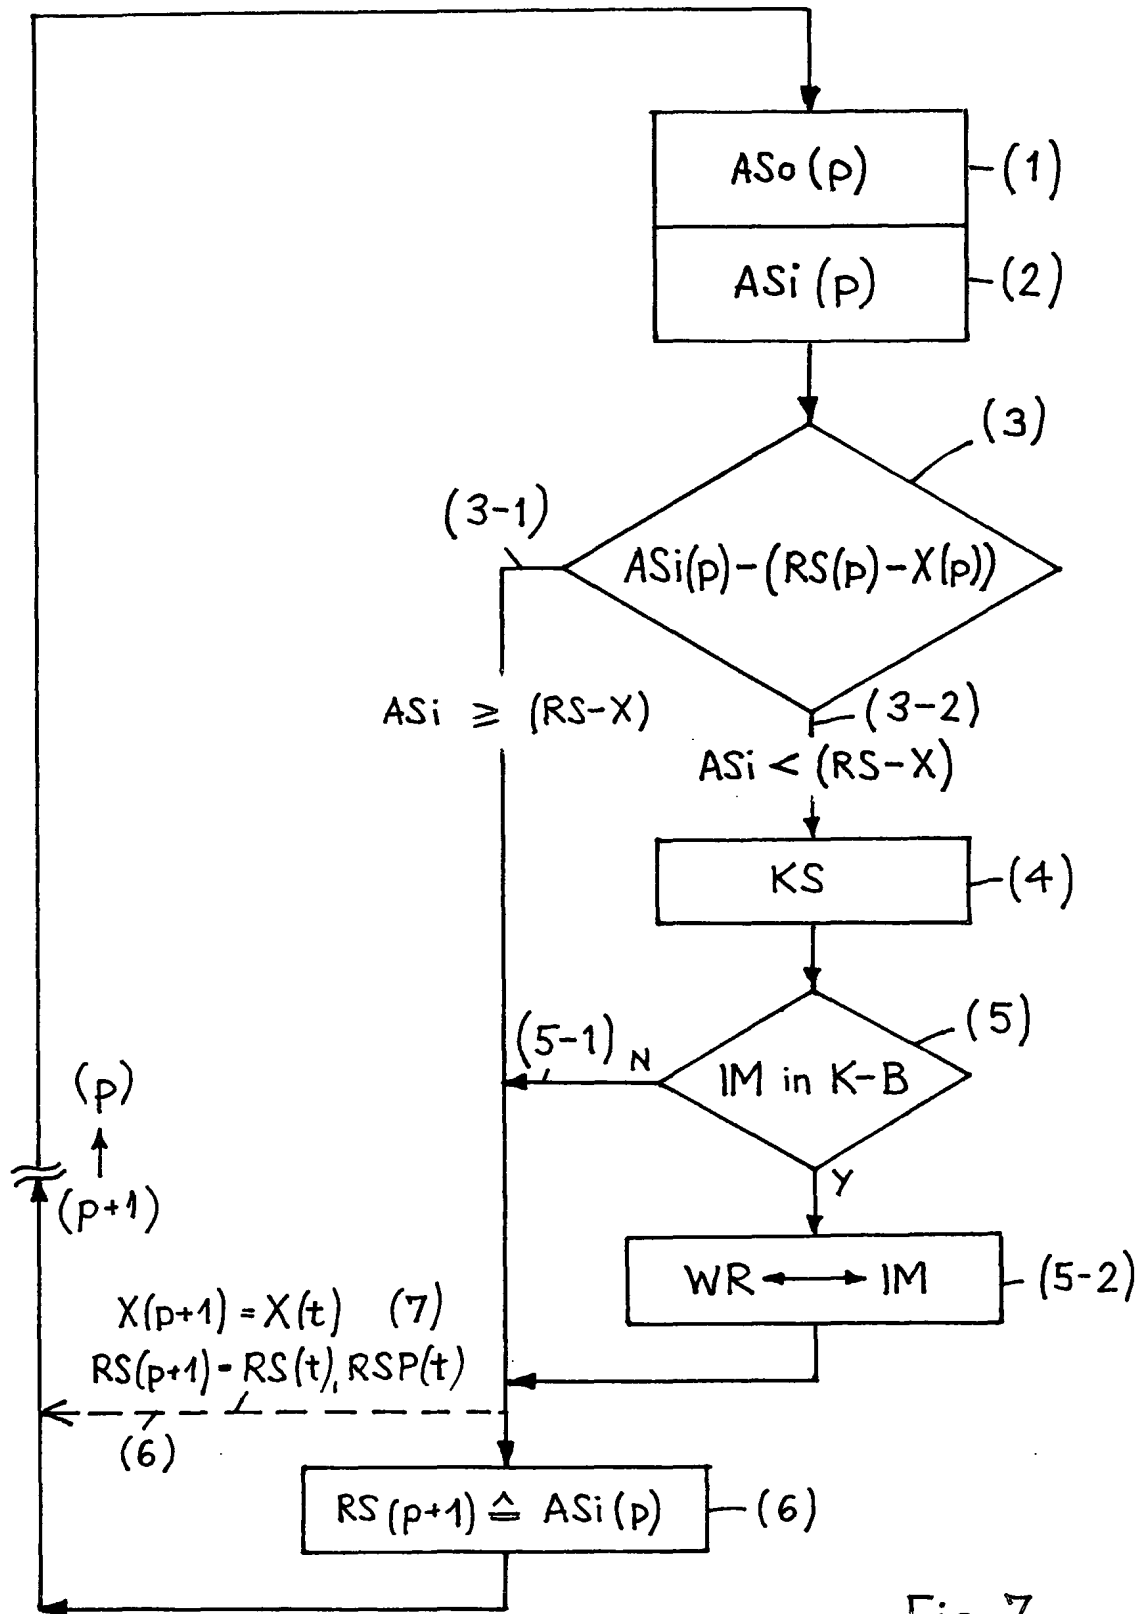 ASo (p)
(1)
ASi (p)
(2)
(3)
(3-1)
ASi(p)-(RS(p)-X(p))
ASi ≥ (RS-X)
(3-2)
ASi < (RS-X)
KS
(4)
(5)
(5-1) N
IM in K-B
Y
(p)
(p+1)
WR ↔ IM
(5-2)
X(p+1) = X(t) (7)
RS(p+1) = RS(t), RSP(t)
(6)
RS (p+1) ≙ ASi (p)
(6)
Fig. 7